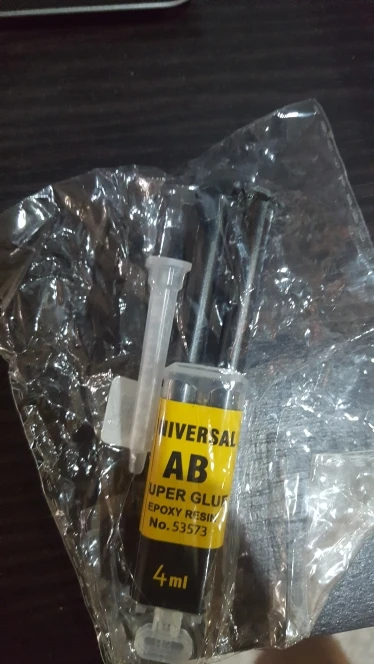 NIVERSAL
AB
UPER GLUE
EPOXY RESIN
No. 53573
4ml